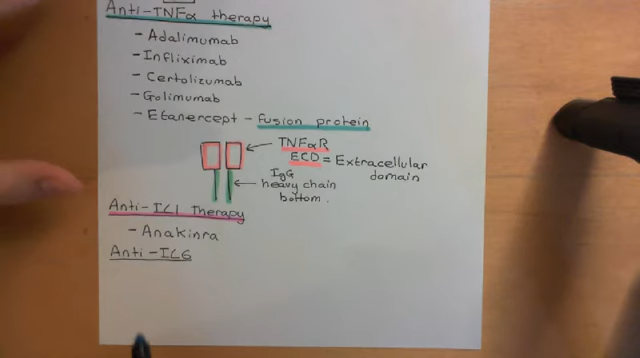 Anti-TNFα therapy
- Adalimumab
- Infliximab
- Certolizumab
- Golimumab
- Etanercept - fusion protein
TNFαR
ECD = Extracellular domain
IgG
heavy chain
bottom.
Anti-IL1 Therapy
- Anakinra
Anti-IL6